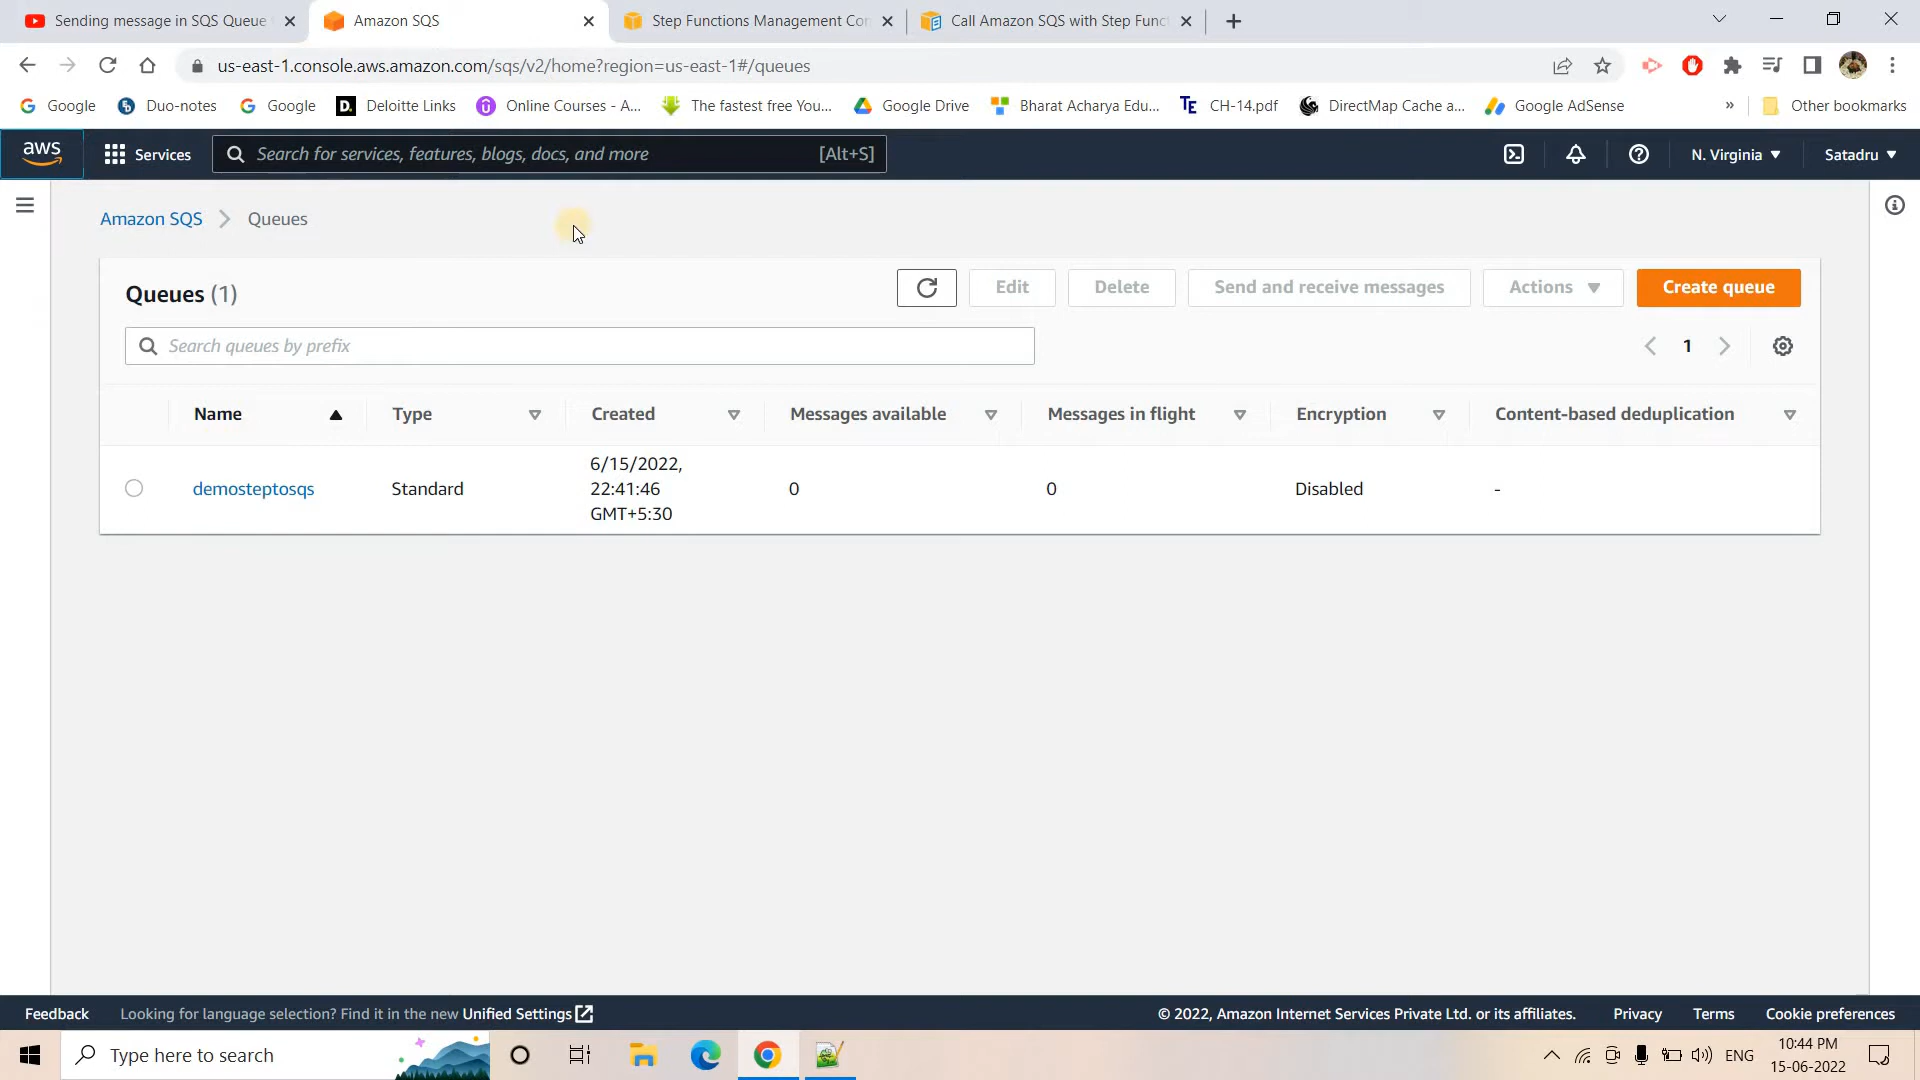 Sending message in SQS Queue
Amazon SQS
Step Functions Management Con
Call Amazon SQS with Step Func
us-east-1.console.aws.amazon.com/sqs/v2/home?region=us-east-1#/queues
Google
Duo-notes
Google
Deloitte Links
Online Courses - A...
The fastest free You...
Google Drive
Bharat Acharya Edu...
CH-14.pdf
DirectMap Cache a...
Google AdSense
»
Other bookmarks
aws
Services
Search for services, features, blogs, docs, and more
[Alt+S]
N. Virginia
Satadru
Amazon SQS
Queues
Queues (1)
Edit
Delete
Send and receive messages
Actions
Create queue
Search queues by prefix
1
Name
Type
Created
Messages available
Messages in flight
Encryption
Content-based deduplication
demosteptosqs
Standard
6/15/2022,
22:41:46
GMT+5:30
0
0
Disabled
-
Feedback
Looking for language selection? Find it in the new Unified Settings
© 2022, Amazon Internet Services Private Ltd. or its affiliates.
Privacy
Terms
Cookie preferences
Type here to search
ENG
10:44 PM
15-06-2022